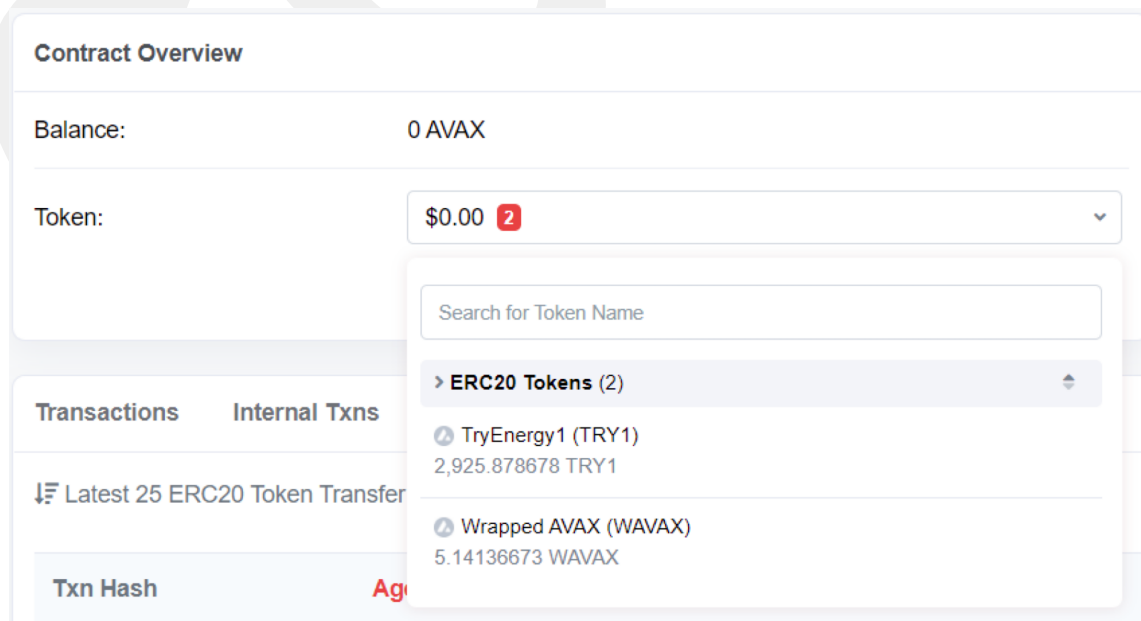 Contract Overview
Balance: 0 AVAX
Token: $0.00 2
Search for Token Name
ERC20 Tokens (2)
TryEnergy1 (TRY1)
2,925.878678 TRY1
Wrapped AVAX (WAVAX)
5.14136673 WAVAX
Transactions Internal Txns
Latest 25 ERC20 Token Transfer
Txn Hash Age